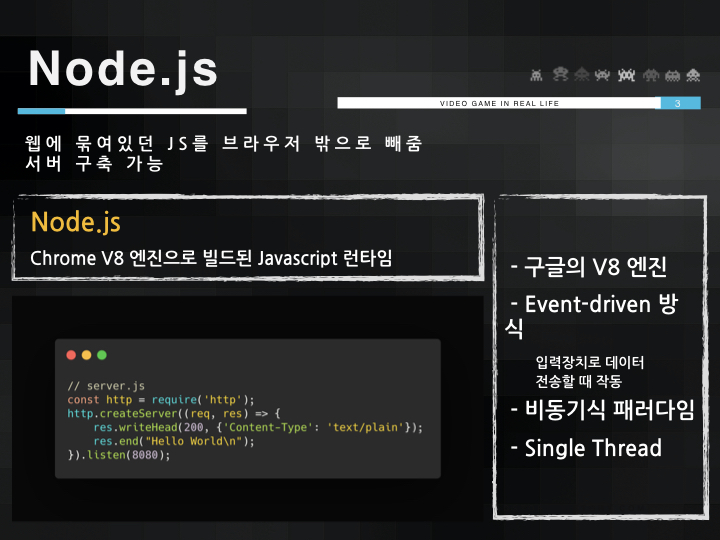 Node.js
VIDEO GAME IN REAL LIFE
3
웹에 묶여있던 JS를 브라우저 밖으로 빼줌
서버 구축 가능
Node.js
Chrome V8 엔진으로 빌드된 Javascript 런타임
// server.js
const http = require('http');
http.createServer((req, res) => {
    res.writeHead(200, {'Content-Type': 'text/plain'});
    res.end("Hello World\n");
}).listen(8080);
- 구글의 V8 엔진
- Event-driven 방
식
입력장치로 데이터
전송할 때 작동
- 비동기식 패러다임
- Single Thread